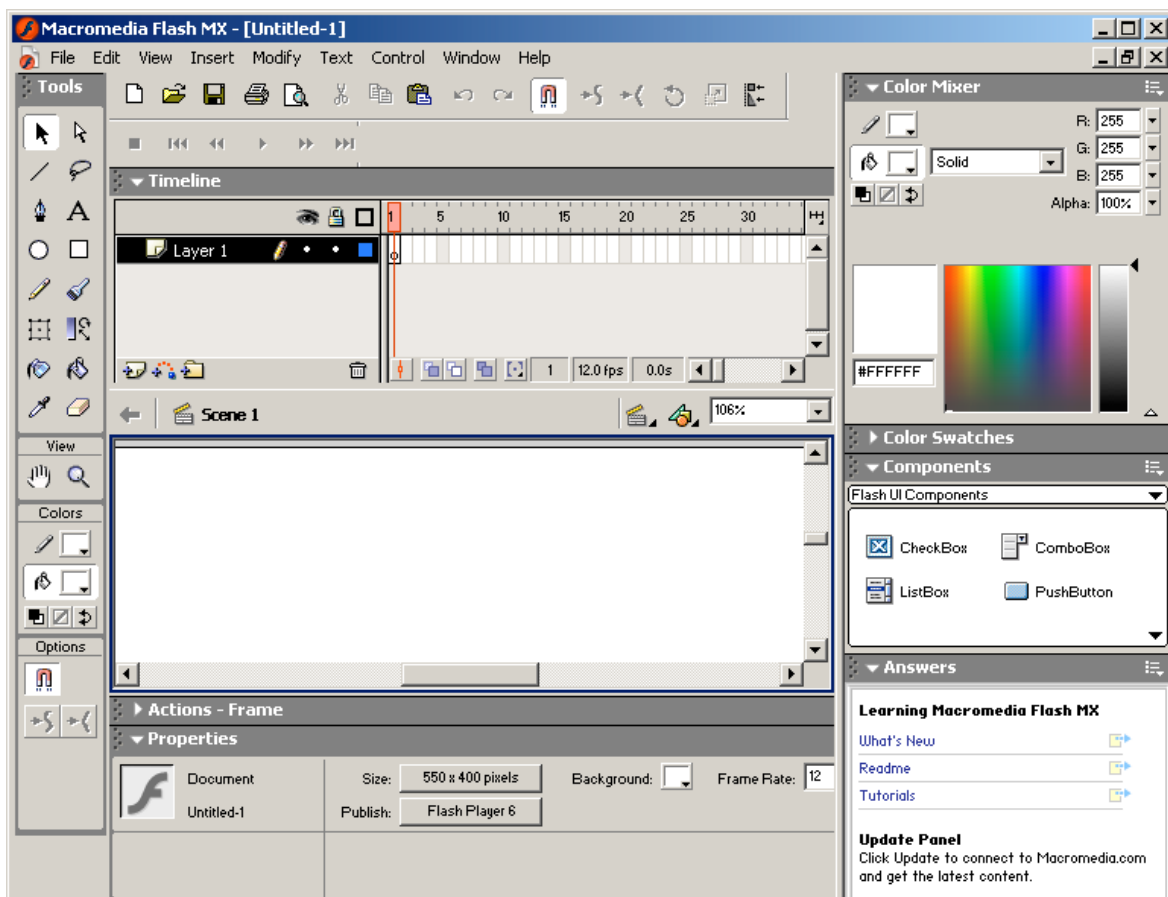 Macromedia Flash MX - [Untitled-1]
File Edit View Insert Modify Text Control Window Help
Tools
A
View
Colors
Options
Timeline
1 5 10 15 20 25 30
Layer 1
1 12.0 fps 0.0s
Scene 1
106%
Actions - Frame
Properties
Document
Size: 550 x 400 pixels Background: Frame Rate: 12
Untitled-1
Publish: Flash Player 6
Color Mixer
R: 255
G: 255
Solid
B: 255
Alpha: 100%
#FFFFFF
Color Swatches
Components
Flash UI Components
CheckBox ComboBox
ListBox PushButton
Answers
Learning Macromedia Flash MX
What's New
Readme
Tutorials
Update Panel
Click Update to connect to Macromedia.com
and get the latest content.